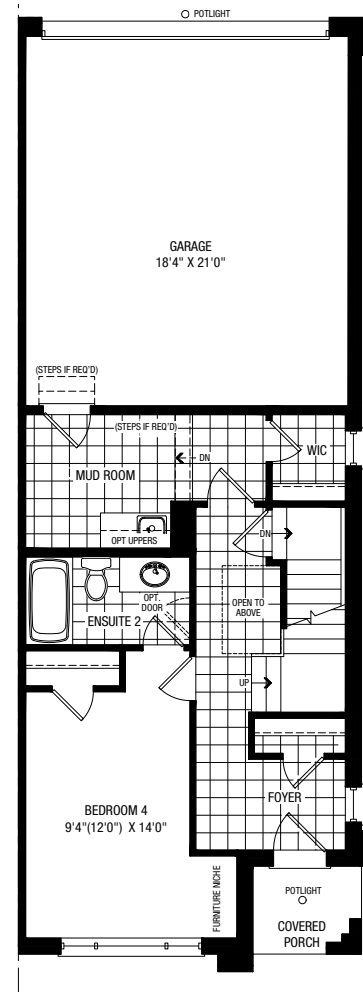 POTLIGHT
GARAGE
18'4" X 21'0"
(STEPS IF REQ'D)
(STEPS IF REQ'D)
WIC
DN
MUD ROOM
DN
OPT UPPERS
OPT.
DOOR
OPEN TO
ABOVE
ENSUITE 2
UP
FOYER
BEDROOM 4
9'4"(12'0") X 14'0"
FURNITURE NICHE
POTLIGHT
COVERED
PORCH